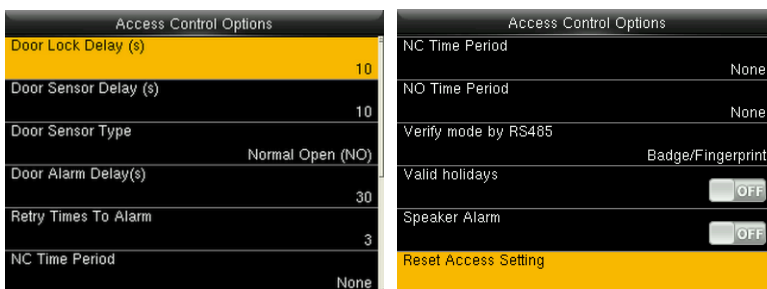 Access Control Options
Door Lock Delay (s)
10
Door Sensor Delay (s)
10
Door Sensor Type
Normal Open (NO)
Door Alarm Delay(s)
30
Retry Times To Alarm
3
NC Time Period
None
Access Control Options
NC Time Period
None
NO Time Period
None
Verify mode by RS485
Badge/Fingerprint
Valid holidays
OFF
Speaker Alarm
OFF
Reset Access Setting